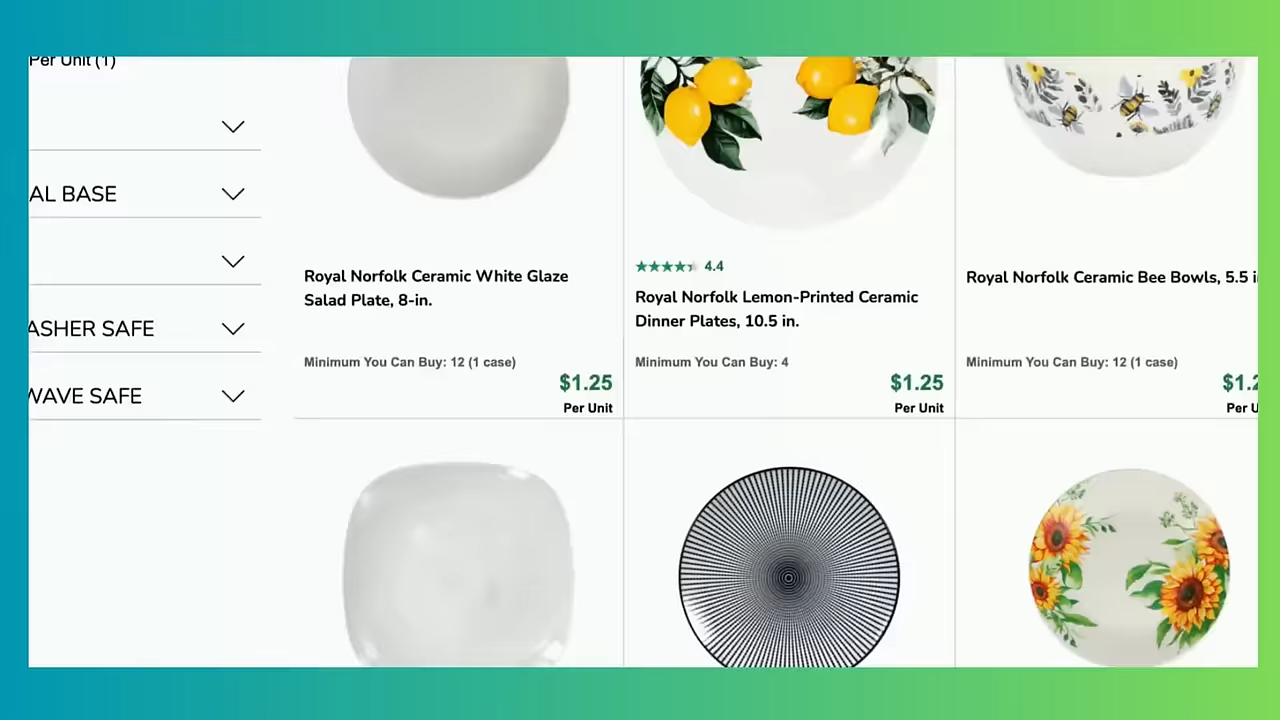 Per Unit (1)
AL BASE
ASHER SAFE
WAVE SAFE
Royal Norfolk Ceramic White Glaze
Salad Plate, 8-in.
Minimum You Can Buy: 12 (1 case)
$1.25
Per Unit
4.4
Royal Norfolk Lemon-Printed Ceramic
Dinner Plates, 10.5 in.
Minimum You Can Buy: 4
$1.25
Per Unit
Royal Norfolk Ceramic Bee Bowls, 5.5 i
Minimum You Can Buy: 12 (1 case)
$1.2
Per U